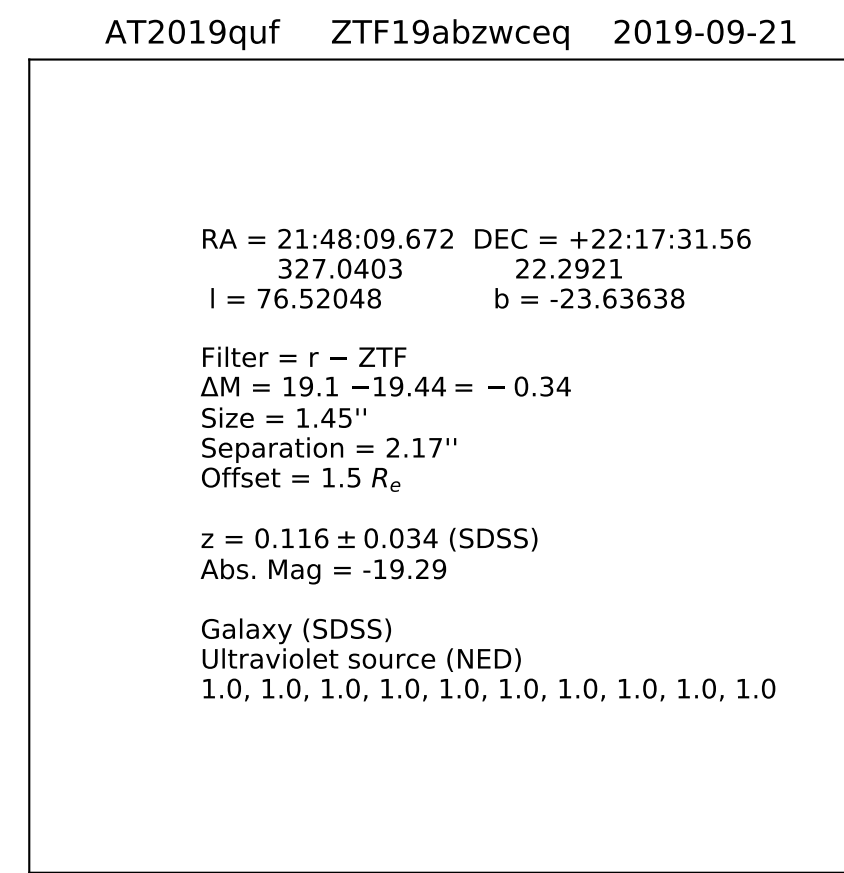 AT2019quf ZTF19abzwceq 2019-09-21
RA = 21:48:09.672 DEC = +22:17:31.56
327.0403 22.2921
l = 76.52048 b = -23.63638
Filter = r − ZTF
ΔM = 19.1 −19.44 = − 0.34
Size = 1.45''
Separation = 2.17''
Offset = 1.5 Re
z = 0.116 ± 0.034 (SDSS)
Abs. Mag = -19.29
Galaxy (SDSS)
Ultraviolet source (NED)
1.0, 1.0, 1.0, 1.0, 1.0, 1.0, 1.0, 1.0, 1.0, 1.0